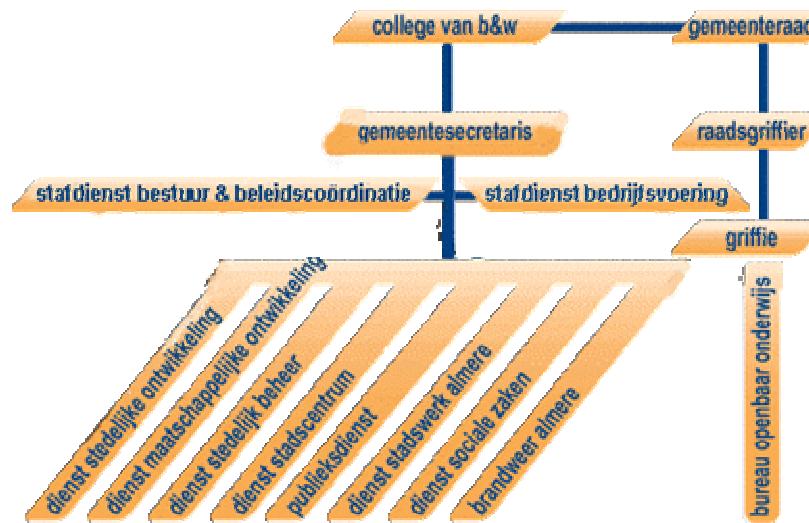 college van b&w
gemeenteraad
gemeentesecretaris
raadsgriffier
stafdienst bestuur & beleidscoördinatie
stafdienst bedrijfsvoering
griffie
dienst stedelijke ontwikkeling
dienst maatschappelijke ontwikkeling
dienst stedelijk beheer
dienst stadscentrum
publieksdienst
dienst stadswerk almere
dienst sociale zaken
brandweer almere
bureau openbaar onderwijs